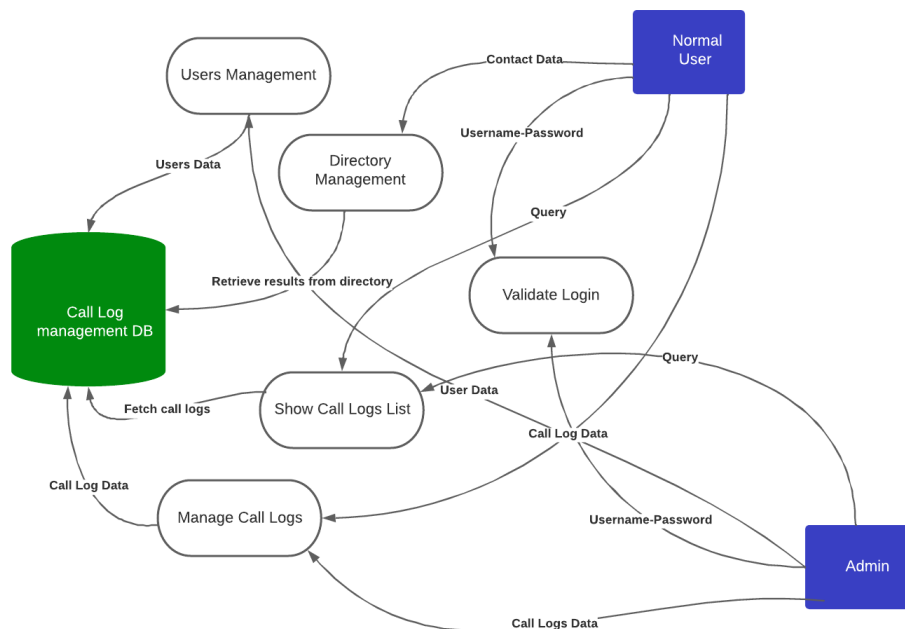 Normal
User
Contact Data
Users Management
Username-Password
Directory
Management
Users Data
Query
Retrieve results from directory
Validate Login
Call Log
management DB
Query
User Data
Fetch call logs
Show Call Logs List
Call Log Data
Call Log Data
Manage Call Logs
Username-Password
Admin
Call Logs Data